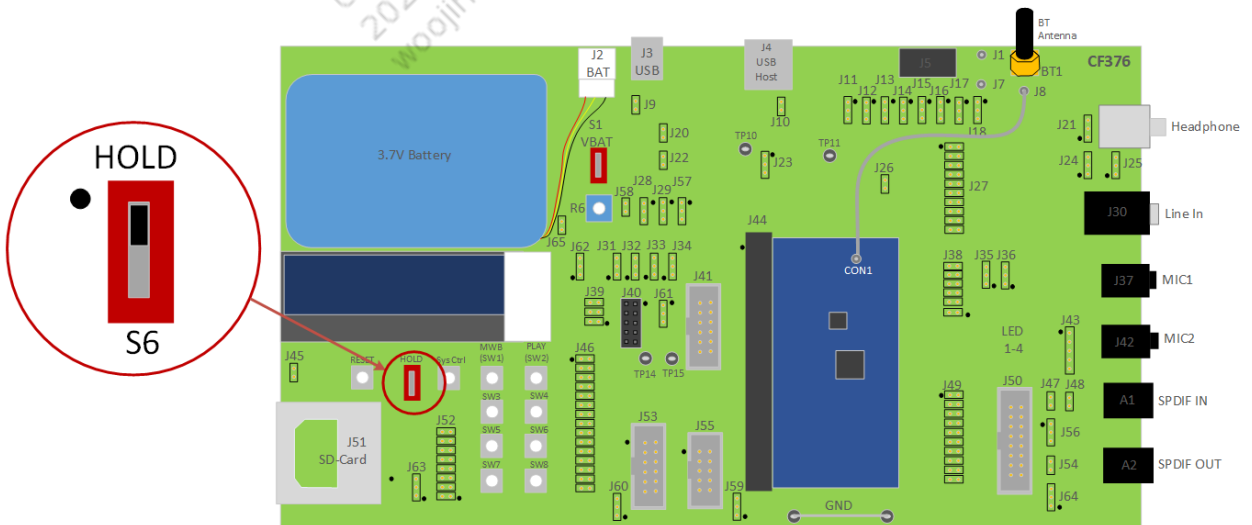 woojin
202
HOLD
S6
BT
Antenna
CF376
J2
BAT
J3
USB
J4
USB
Host
J5
J1
BT1
J7
J8
J9
J10
J11
J12
J13
J14
J15
J16
J17
J18
J20
J21
Headphone
S1
VBAT
3.7V Battery
J22
TP10
TP11
J23
J24
J25
J26
J27
J28
J29
J57
J58
R6
J30
Line In
J44
J65
J62
J31
J32
J33
J34
CON1
J38
J35
J36
J37
MIC1
J39
J40
J61
J41
LED
1-4
J43
J42
MIC2
J45
RESET
HOLD
Sys Ctrl
MWB
(SW1)
PLAY
(SW2)
J46
TP14
TP15
J49
J50
J47
J48
A1
SPDIF IN
SW3
SW4
J51
SD-Card
J52
SW5
SW6
J53
J55
J56
SW7
SW8
J54
A2
SPDIF OUT
J63
J60
J59
GND
J64